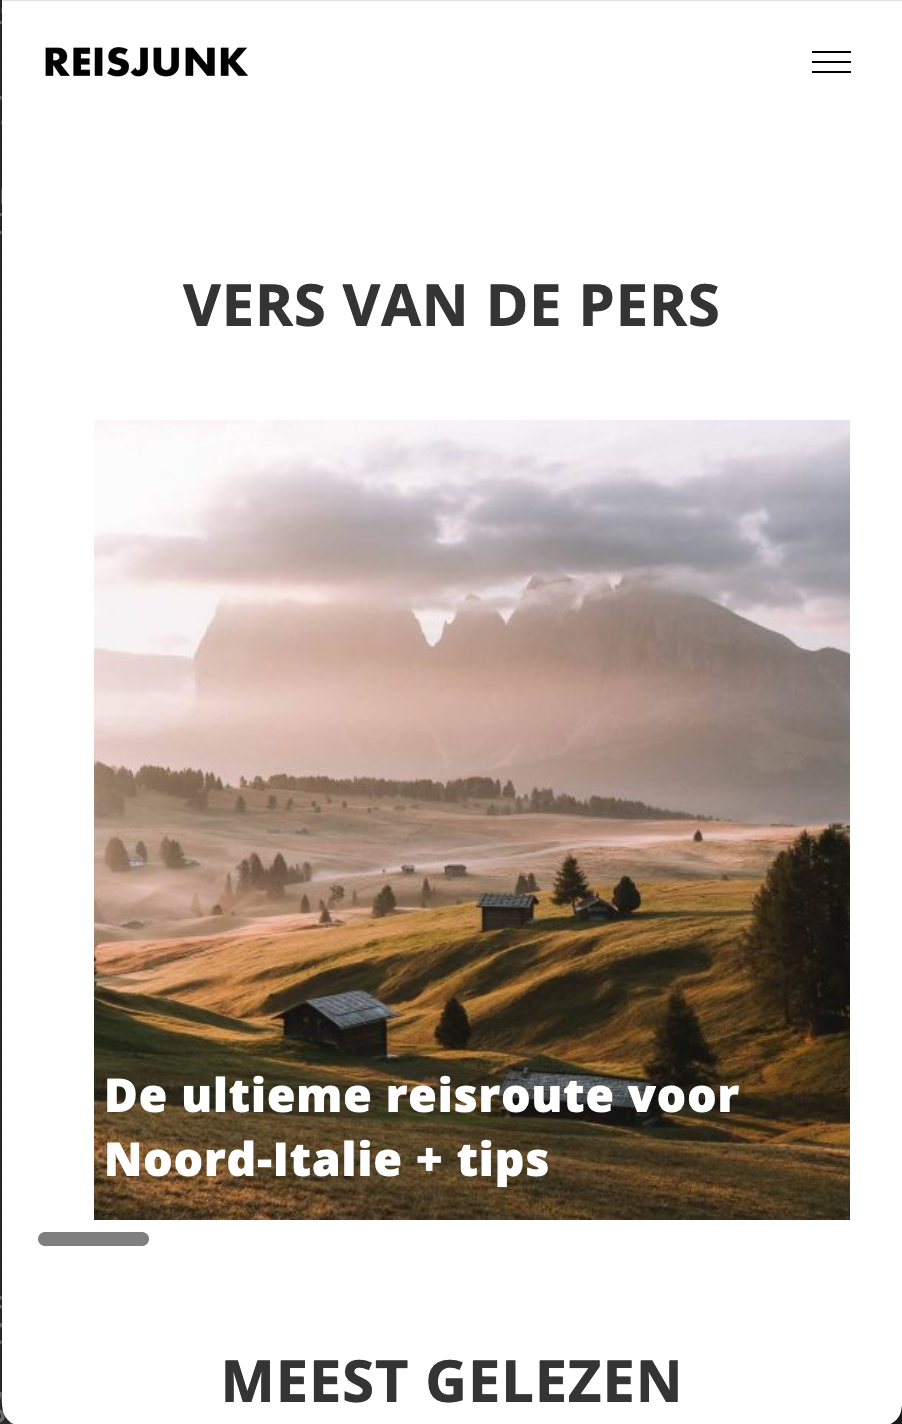 REISJUNK
VERS VAN DE PERS
De ultieme reisroute voor
Noord-Italie + tips
MEEST GELEZEN